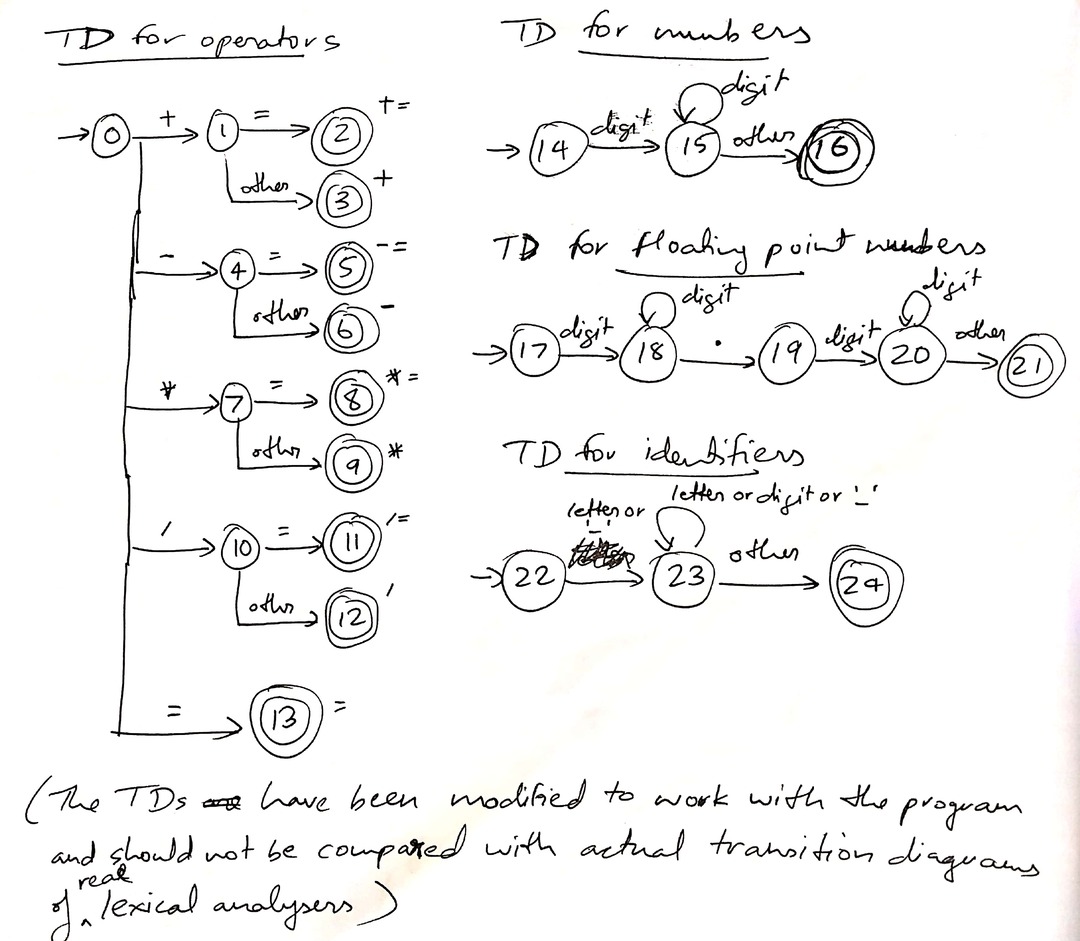 TD for operators
0 + 1 = 2 +=
other 3 +
- 4 = 5 -=
other 6 -
* 7 = 8 *=
other 9 *
/ 10 = 11 /=
other 12 /
= 13 =
TD for numbers
digit
14 digit 15 other 16
TD for floating point numbers
digit digit
17 digit 18 . 19 digit 20 other 21
TD for identifiers
letter or digit or '_'
letter or
'_'
22 23 other 24
(The TDs have been modified to work with the program
and should not be compared with actual transition diagrams
of real lexical analysers)